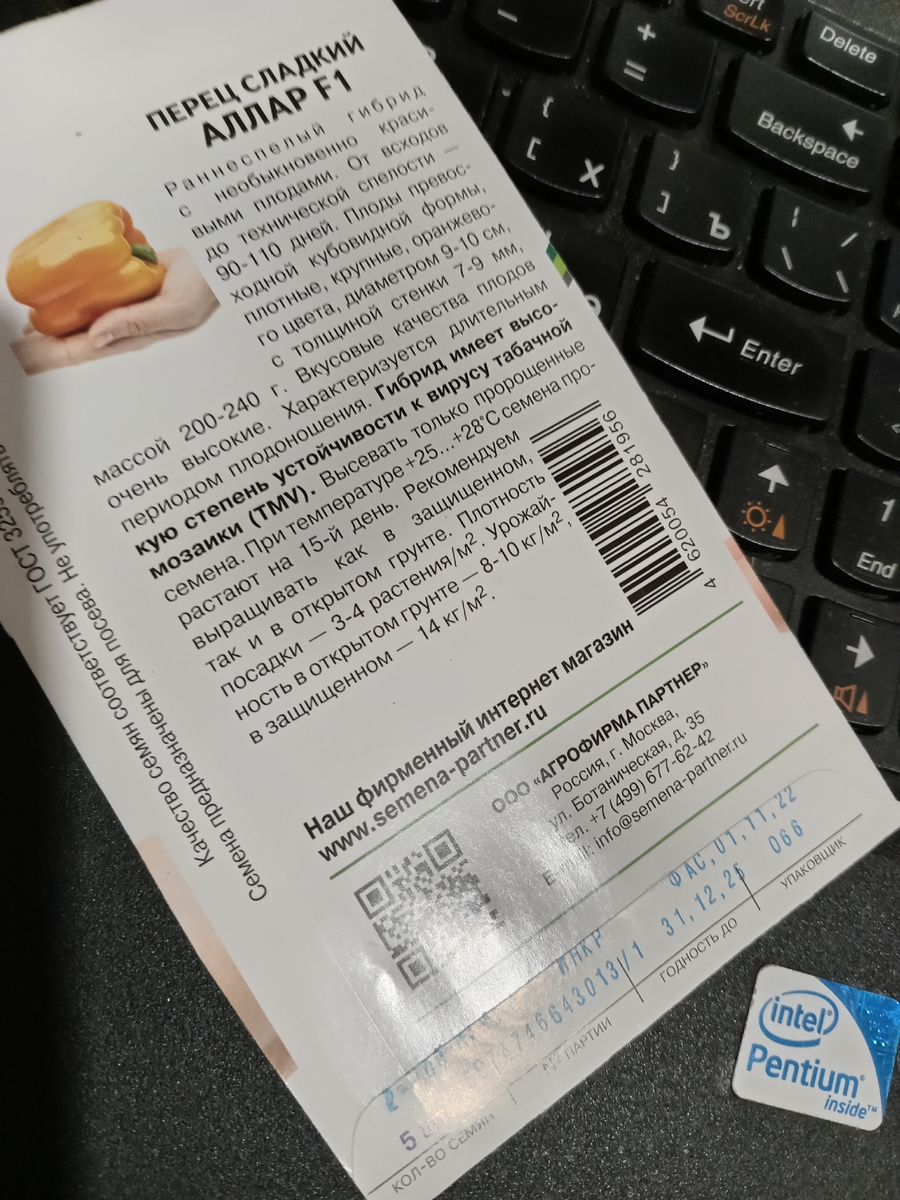 ПЕРЕЦ СЛАДКИЙ
АЛЛАР F1
Раннеспелый гибрид
с необыкновенно краси-
выми плодами. От всходов
до технической спелости —
90-110 дней. Плоды превос-
ходной кубовидной формы,
плотные, крупные, оранжево-
го цвета, диаметром 9-10 см,
с толщиной стенки 7-9 мм,
массой 200-240 г. Вкусовые качества плодов
очень высокие. Характеризуется длительным
периодом плодоношения. Гибрид имеет высо-
кую степень устойчивости к вирусу табачной
мозаики (TMV). Высевать только пророщенные
семена. При температуре +25...+28°С семена про-
растают на 15-й день. Рекомендуем
выращивать как в защищенном,
так и в открытом грунте. Плотность
посадки — 3-4 растения/м². Урожай-
ность в открытом грунте — 8-10 кг/м²,
в защищенном — 14 кг/м².
4 620054 281956
Качество семян соответствует ГОСТ
Семена предназначены для посева. Не
Наш фирменный интернет магазин
www.semena-partner.ru
ООО «АГРОФИРМА ПАРТНЕР»
Россия, г. Москва,
ул. Ботаническая, д. 35
тел. +7 (499) 677-62-42
E-mail: info@semena-partner.ru
ФАС,01,11,22
ИНКР
31,12,25
066
5
КОЛ-ВО СЕМЯН
№ ПАРТИИ
ГОДНОСТЬ ДО
УПАКОВЩИК
ScrLk
Delete
+
=
–
Backspace
{
[
Х
}
]
Ъ
|
\
/
\
Enter
1
End
intel
Pentium
inside™